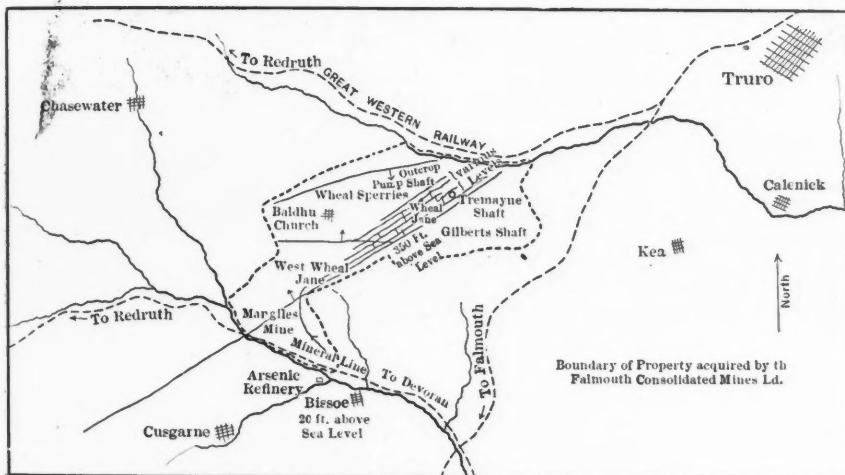 To Redruth
GREAT WESTERN RAILWAY
Truro
Chasewater
Outcrop
Pump Shaft
Wheal Sperries
Levels
Wheal
Jane
Tremayne
Shaft
Baldhu
Church
Gilberts Shaft
350 Ft.
above Sea
Level
Calenick
Kea
North
West Wheal
Jane
To Redruth
Mine
Mineral Line
To Devoran
To Falmouth
Arsenic
Refinery
Bissoe
20 ft. above
Sea Level
Cusgarne
Boundary of Property acquired by th
Falmouth Consolidated Mines Ld.